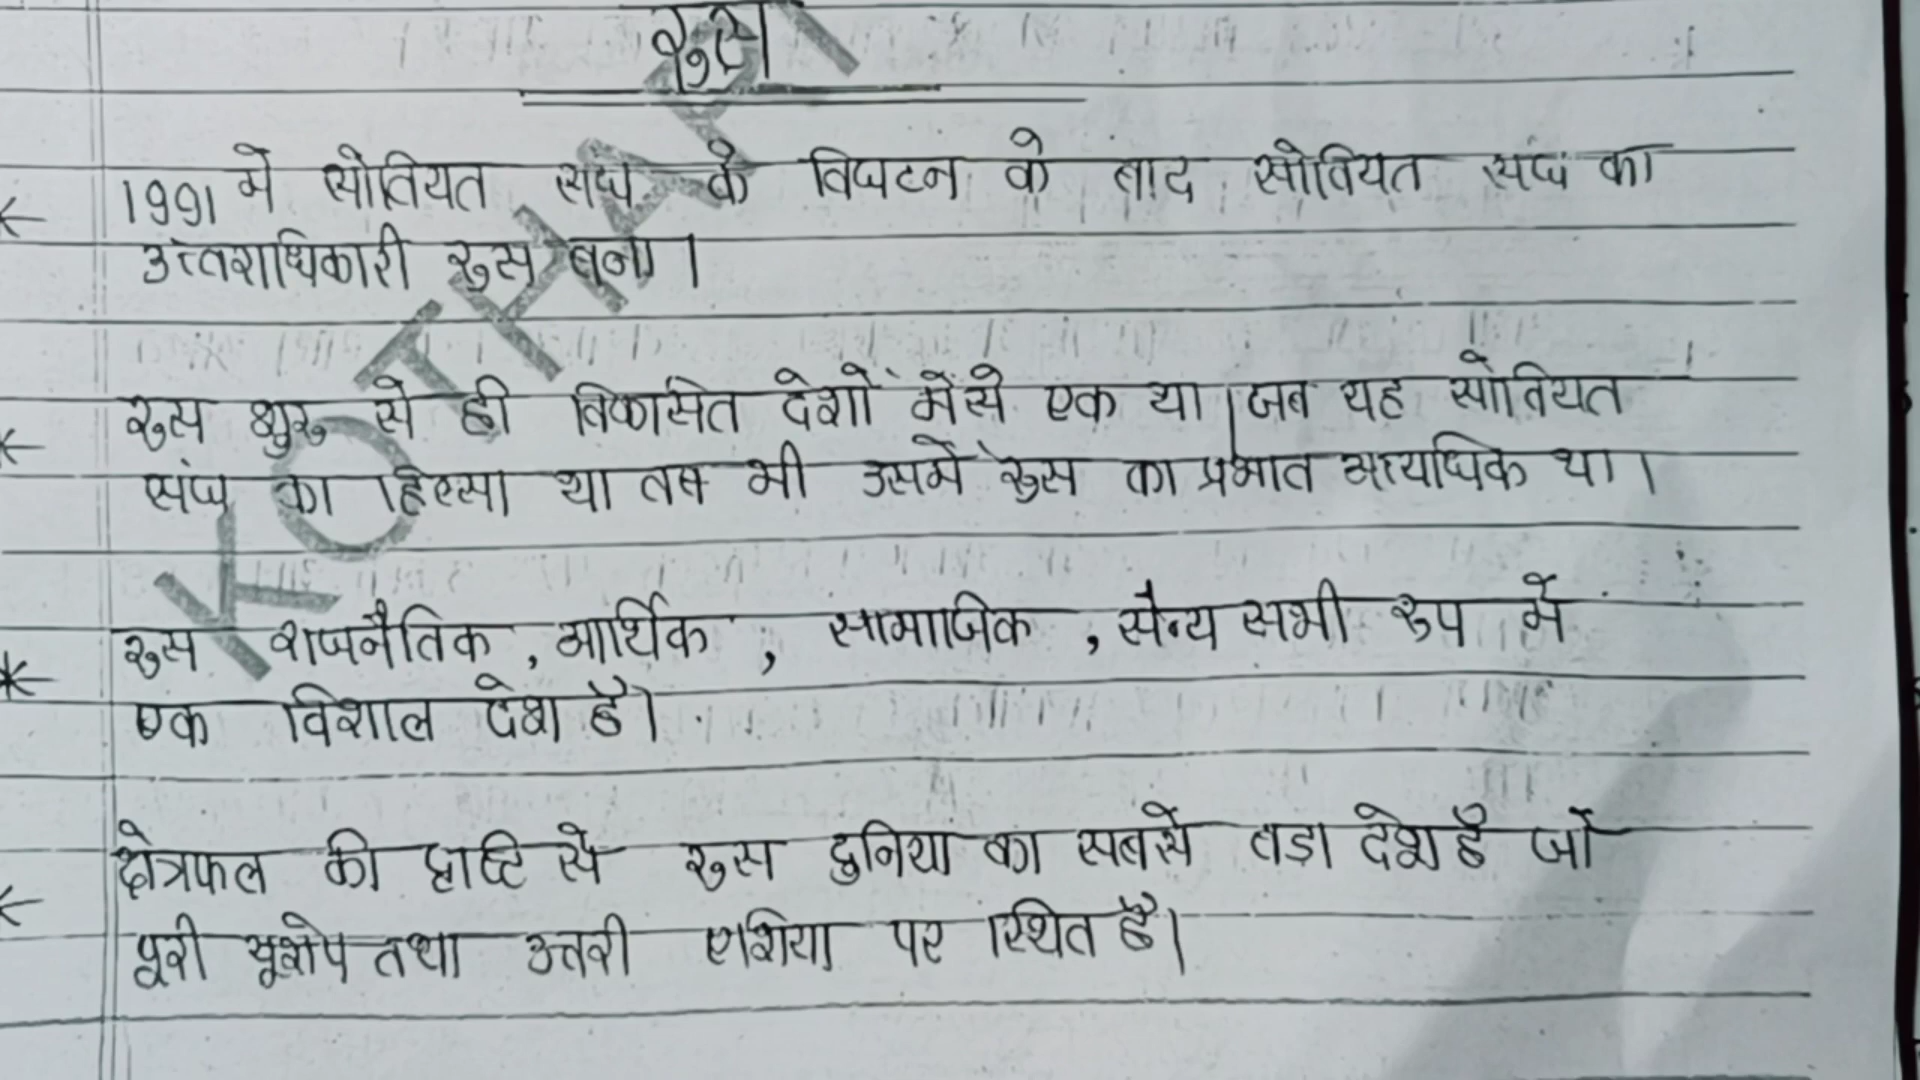 रुस
1991 में सोवियत संघ के विघटन के बाद सोवियत संघ का
उत्तराधिकारी रुस बना।
रुस शुरु से ही विकसित देशों में से एक था। जब यह सोवियत
संघ का हिस्सा था तब भी उसमें रुस का प्रभाव अत्यधिक था।
रुस राजनैतिक, आर्थिक, सामाजिक, सैन्य सभी रुप में
एक विशाल देश है।
क्षेत्रफल की दृष्टि से रुस दुनिया का सबसे बड़ा देश है जो
पूरी यूरोप तथा उत्तरी एशिया पर स्थित है।
KOTHARI